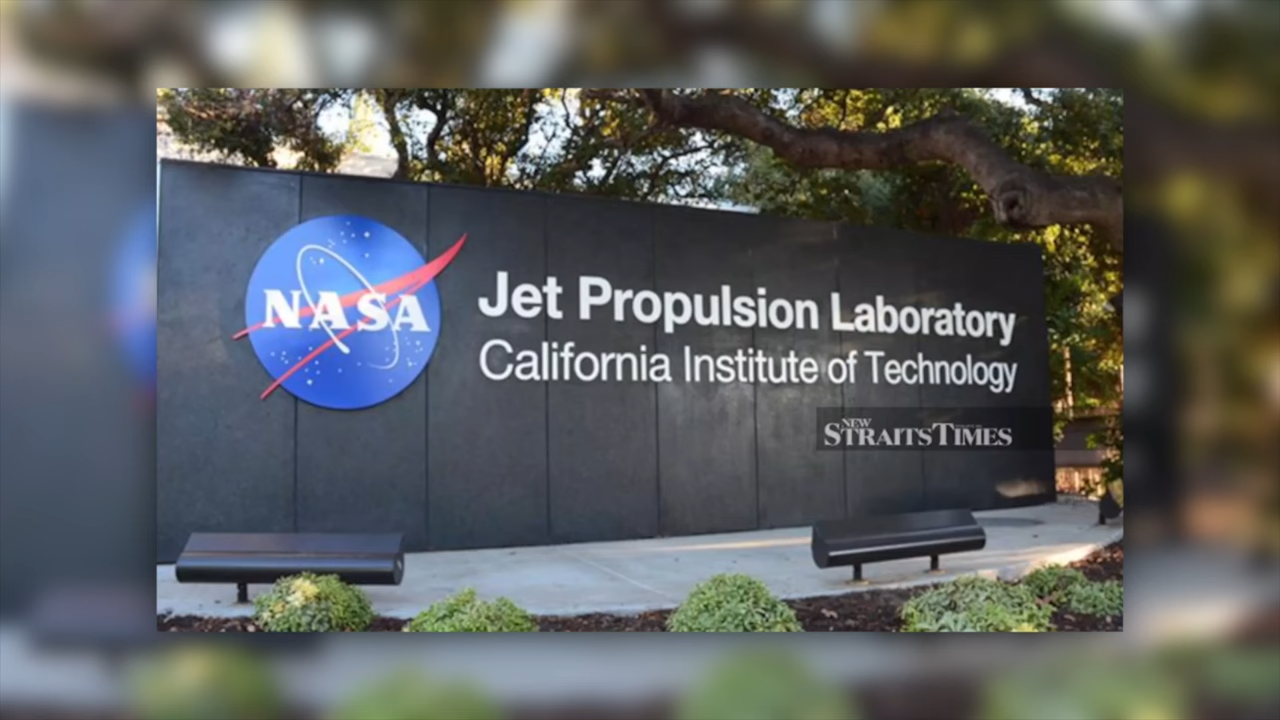 NASA
Jet Propulsion Laboratory
California Institute of Technology
NEW
STRAITS TIMES